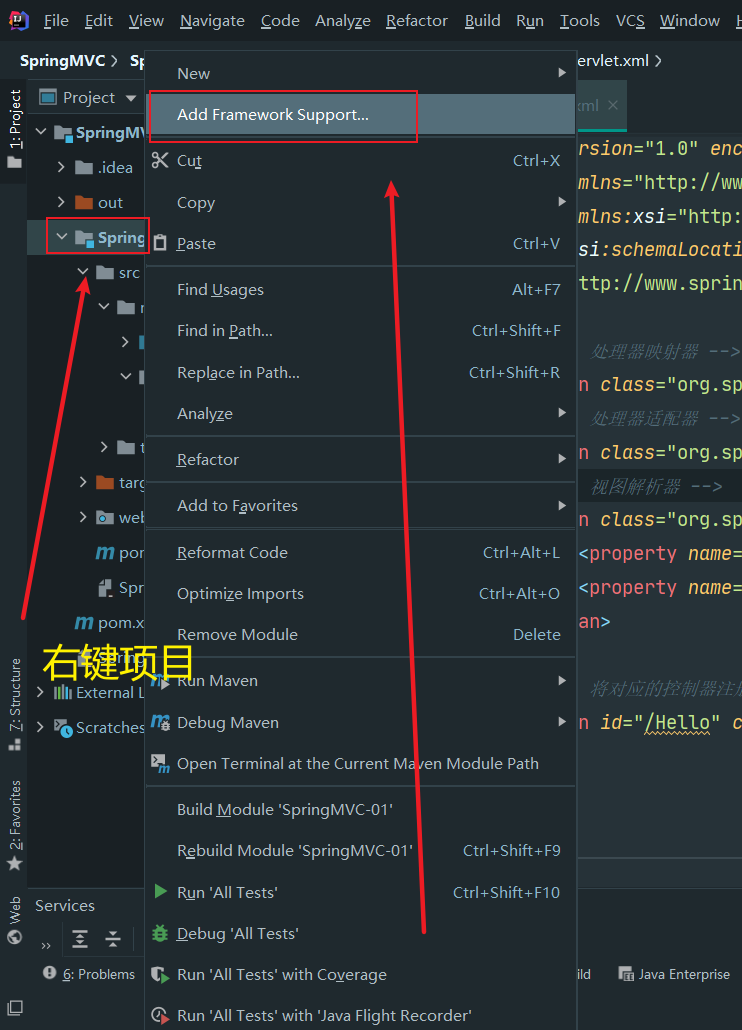 File Edit View Navigate Code Analyze Refactor Build Run Tools VCS Window H
SpringMVC Sp ervlet.xml
1: Project
Project
xml
New
SpringMV
Add Framework Support...
rsion="1.0" enc
Cut Ctrl+X
.idea
mlns="http://ww
Copy
out
mlns:xsi="http:
Spring
Paste Ctrl+V
si:schemaLocati
src
Find Usages Alt+F7
ttp://www.sprin
Find in Path... Ctrl+Shift+F
处理器映射器 -->
Replace in Path... Ctrl+Shift+R
n class="org.sp
Analyze
处理器适配器 -->
t
Refactor
n class="org.sp
targ
视图解析器 -->
Add to Favorites
web
n class="org.sp
pom
Reformat Code Ctrl+Alt+L
<property name=
Spr
Optimize Imports Ctrl+Alt+O
<property name=
pom.x
Remove Module Delete
an>
右键项目
Spring
7: Structure
External L
Run Maven
将对应的控制器注册
Scratches
Debug Maven
n id="/Hello" c
Open Terminal at the Current Maven Module Path
2: Favorites
Build Module 'SpringMVC-01'
Rebuild Module 'SpringMVC-01' Ctrl+Shift+F9
Run 'All Tests' Ctrl+Shift+F10
Web
Services
Debug 'All Tests'
6: Problems
Run 'All Tests' with Coverage
ild Java Enterprise
Run 'All Tests' with 'Java Flight Recorder'